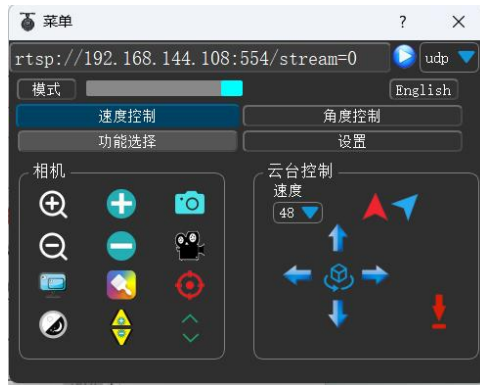 菜单
rtsp://192.168.144.108:554/stream=0 udp
模式 English
速度控制 角度控制
功能选择 设置
相机 云台控制
速度
48